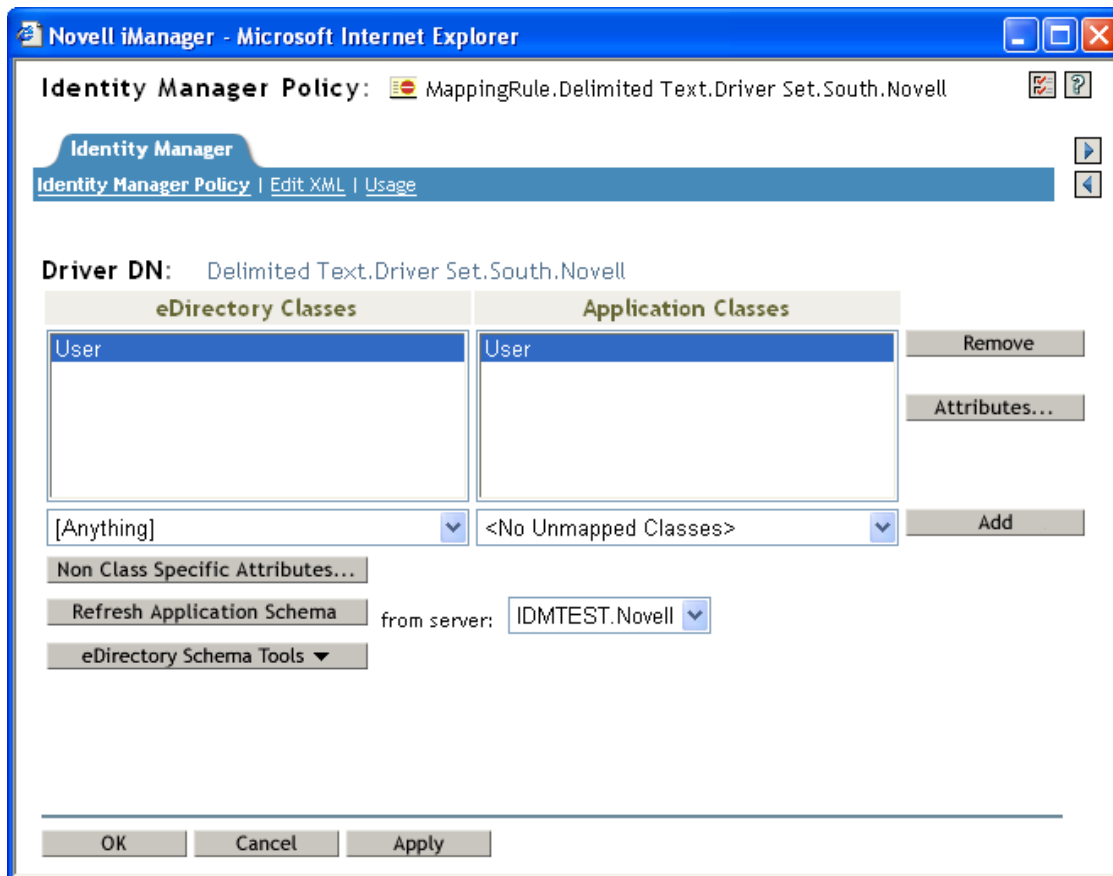 Novell iManager - Microsoft Internet Explorer
Identity Manager Policy: MappingRule.Delimited Text.Driver Set.South.Novell
Identity Manager
Identity Manager Policy | Edit XML | Usage
Driver DN: Delimited Text.Driver Set.South.Novell
eDirectory Classes Application Classes
User User Remove
Attributes...
[Anything] <No Unmapped Classes> Add
Non Class Specific Attributes...
Refresh Application Schema from server: IDMTEST.Novell
eDirectory Schema Tools
OK Cancel Apply